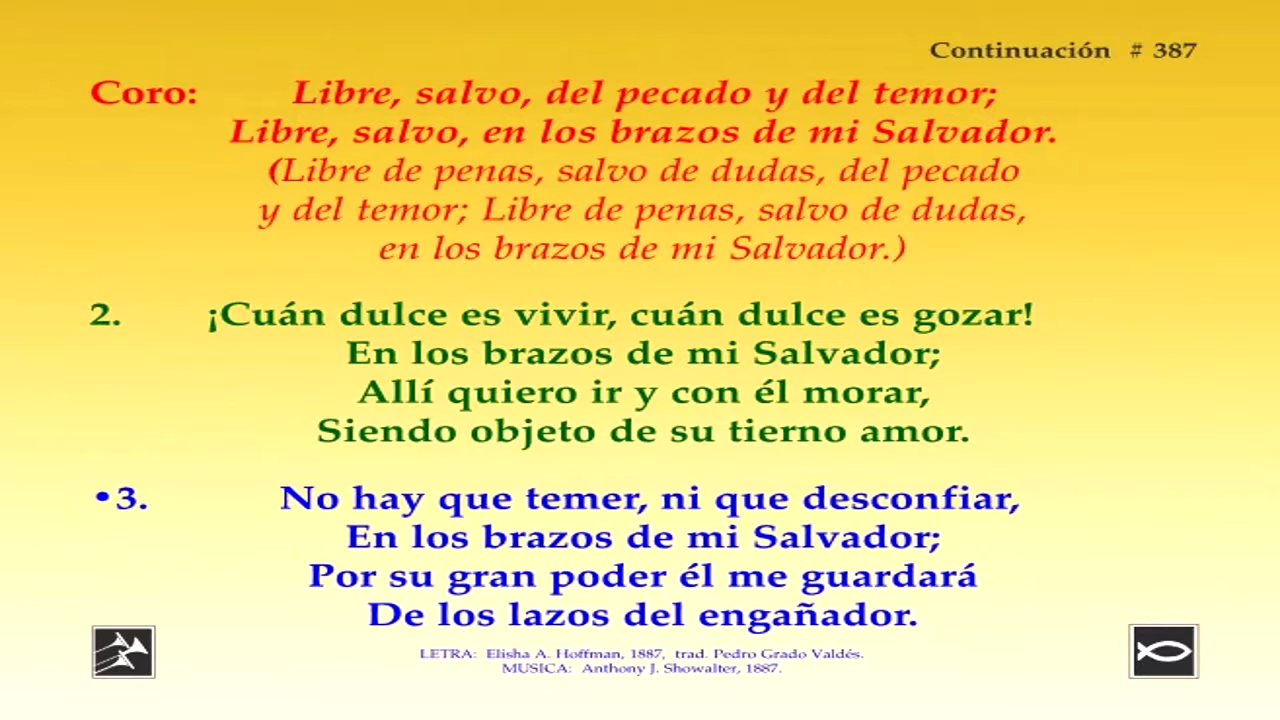 Continuación # 387
Coro: Libre, salvo, del pecado y del temor;
Libre, salvo, en los brazos de mi Salvador.
(Libre de penas, salvo de dudas, del pecado
y del temor; Libre de penas, salvo de dudas,
en los brazos de mi Salvador.)
2. ¡Cuán dulce es vivir, cuán dulce es gozar!
En los brazos de mi Salvador;
Allí quiero ir y con él morar,
Siendo objeto de su tierno amor.
•3. No hay que temer, ni que desconfiar,
En los brazos de mi Salvador;
Por su gran poder él me guardará
De los lazos del engañador.
LETRA: Elisha A. Hoffman, 1887, trad. Pedro Grado Valdés.
MUSICA: Anthony J. Showalter, 1887.